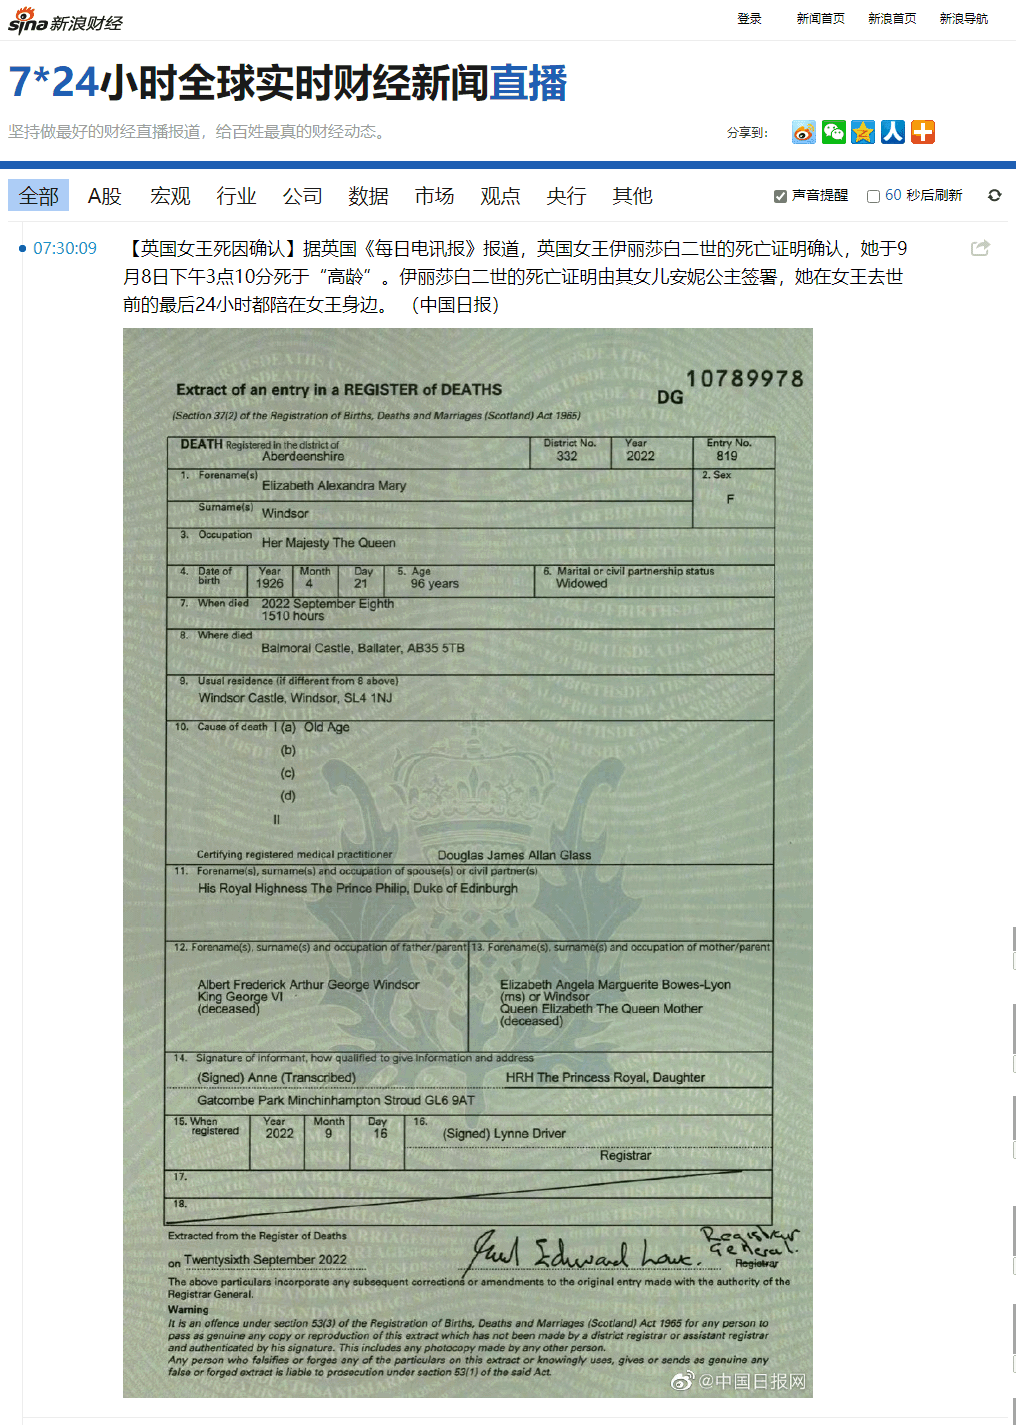 sina 新浪财经
登录 新闻首页 新浪首页 新浪导航
7*24小时全球实时财经新闻直播
坚持做最好的财经直播报道，给百姓最真的财经动态。
分享到：
全部 A股 宏观 行业 公司 数据 市场 观点 央行 其他
声音提醒 60 秒后刷新
07:30:09
【英国女王死因确认】据英国《每日电讯报》报道，英国女王伊丽莎白二世的死亡证明确认，她于9
月8日下午3点10分死于“高龄”。伊丽莎白二世的死亡证明由其女儿安妮公主签署，她在女王去世
前的最后24小时都陪在女王身边。（中国日报）
Extract of an entry in a REGISTER of DEATHS
DG 10789978
(Section 37(2) of the Registration of Births, Deaths and Marriages (Scotland) Act 1965)
DEATH Registered in the district of
Aberdeenshire
District No.
332
Year
2022
Entry No.
819
1. Forename(s)
Elizabeth Alexandra Mary
2. Sex
F
Surname(s)
Windsor
3. Occupation
Her Majesty The Queen
4. Date of birth
Year
1926
Month
4
Day
21
5. Age
96 years
6. Marital or civil partnership status
Widowed
7. When died
2022 September Eighth
1510 hours
8. Where died
Balmoral Castle, Ballater, AB35 5TB
9. Usual residence (if different from 8 above)
Windsor Castle, Windsor, SL4 1NJ
10. Cause of death I (a) Old Age
(b)
(c)
(d)
II
Certifying registered medical practitioner Douglas James Allan Glass
11. Forename(s), surname(s) and occupation of spouse(s) or civil partner(s)
His Royal Highness The Prince Philip, Duke of Edinburgh
12. Forename(s), surname(s) and occupation of father/parent
Albert Frederick Arthur George Windsor
King George VI
(deceased)
13. Forename(s), surname(s) and occupation of mother/parent
Elizabeth Angela Marguerite Bowes-Lyon
(ms) or Windsor
Queen Elizabeth The Queen Mother
(deceased)
14. Signature of informant, how qualified to give information and address
(Signed) Anne (Transcribed) HRH The Princess Royal, Daughter
Gatcombe Park Minchinhampton Stroud GL6 9AT
15. When registered
Year
2022
Month
9
Day
16
16.
(Signed) Lynne Driver
Registrar
17.
18.
Extracted from the Register of Deaths
on Twentysixth September 2022
Paul Edward Lowe.
Registrar
General.
Registrar
The above particulars incorporate any subsequent corrections or amendments to the original entry made with the authority of the
Registrar General.
Warning
It is an offence under section 53(3) of the Registration of Births, Deaths and Marriages (Scotland) Act 1965 for any person to
pass as genuine any copy or reproduction of this extract which has not been made by a district registrar or assistant registrar
and authenticated by his signature. This includes any photocopy made by any other person.
Any person who falsifies or forges any of the particulars on this extract or knowingly uses, gives or sends as genuine any
false or forged extract is liable to prosecution under section 53(1) of the said Act.
@中国日报网